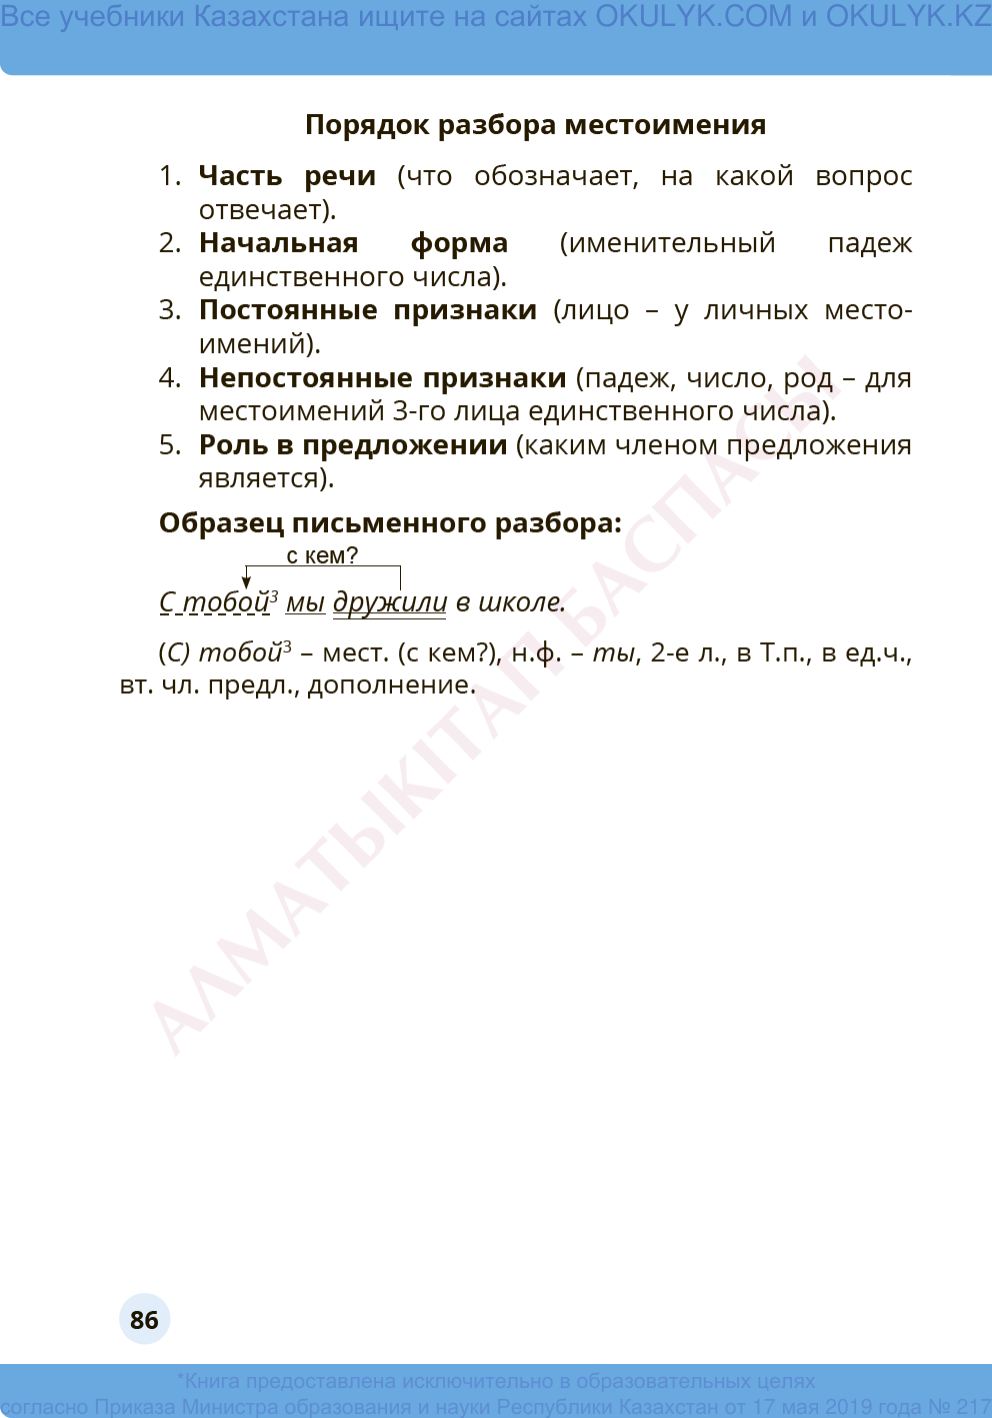 Все учебники Казахстана ищите на сайтах OKULYK.COM и OKULYK.KZ
Порядок разбора местоимения
1. Часть речи (что обозначает, на какой вопрос
отвечает).
2. Начальная форма (именительный падеж
единственного числа).
3. Постоянные признаки (лицо – у личных место-
имений).
4. Непостоянные признаки (падеж, число, род – для
местоимений 3-го лица единственного числа).
5. Роль в предложении (каким членом предложения
является).
Образец письменного разбора:
с кем?
С тобой³ мы дружили в школе.
(С) тобой³ – мест. (с кем?), н.ф. – ты, 2-е л., в Т.п., в ед.ч.,
вт. чл. предл., дополнение.
АЛМАТЫКІТАП БАСПАСЫ
86
*Книга предоставлена исключительно в образовательных целях
согласно Приказа Министра образования и науки Республики Казахстан от 17 мая 2019 года № 217